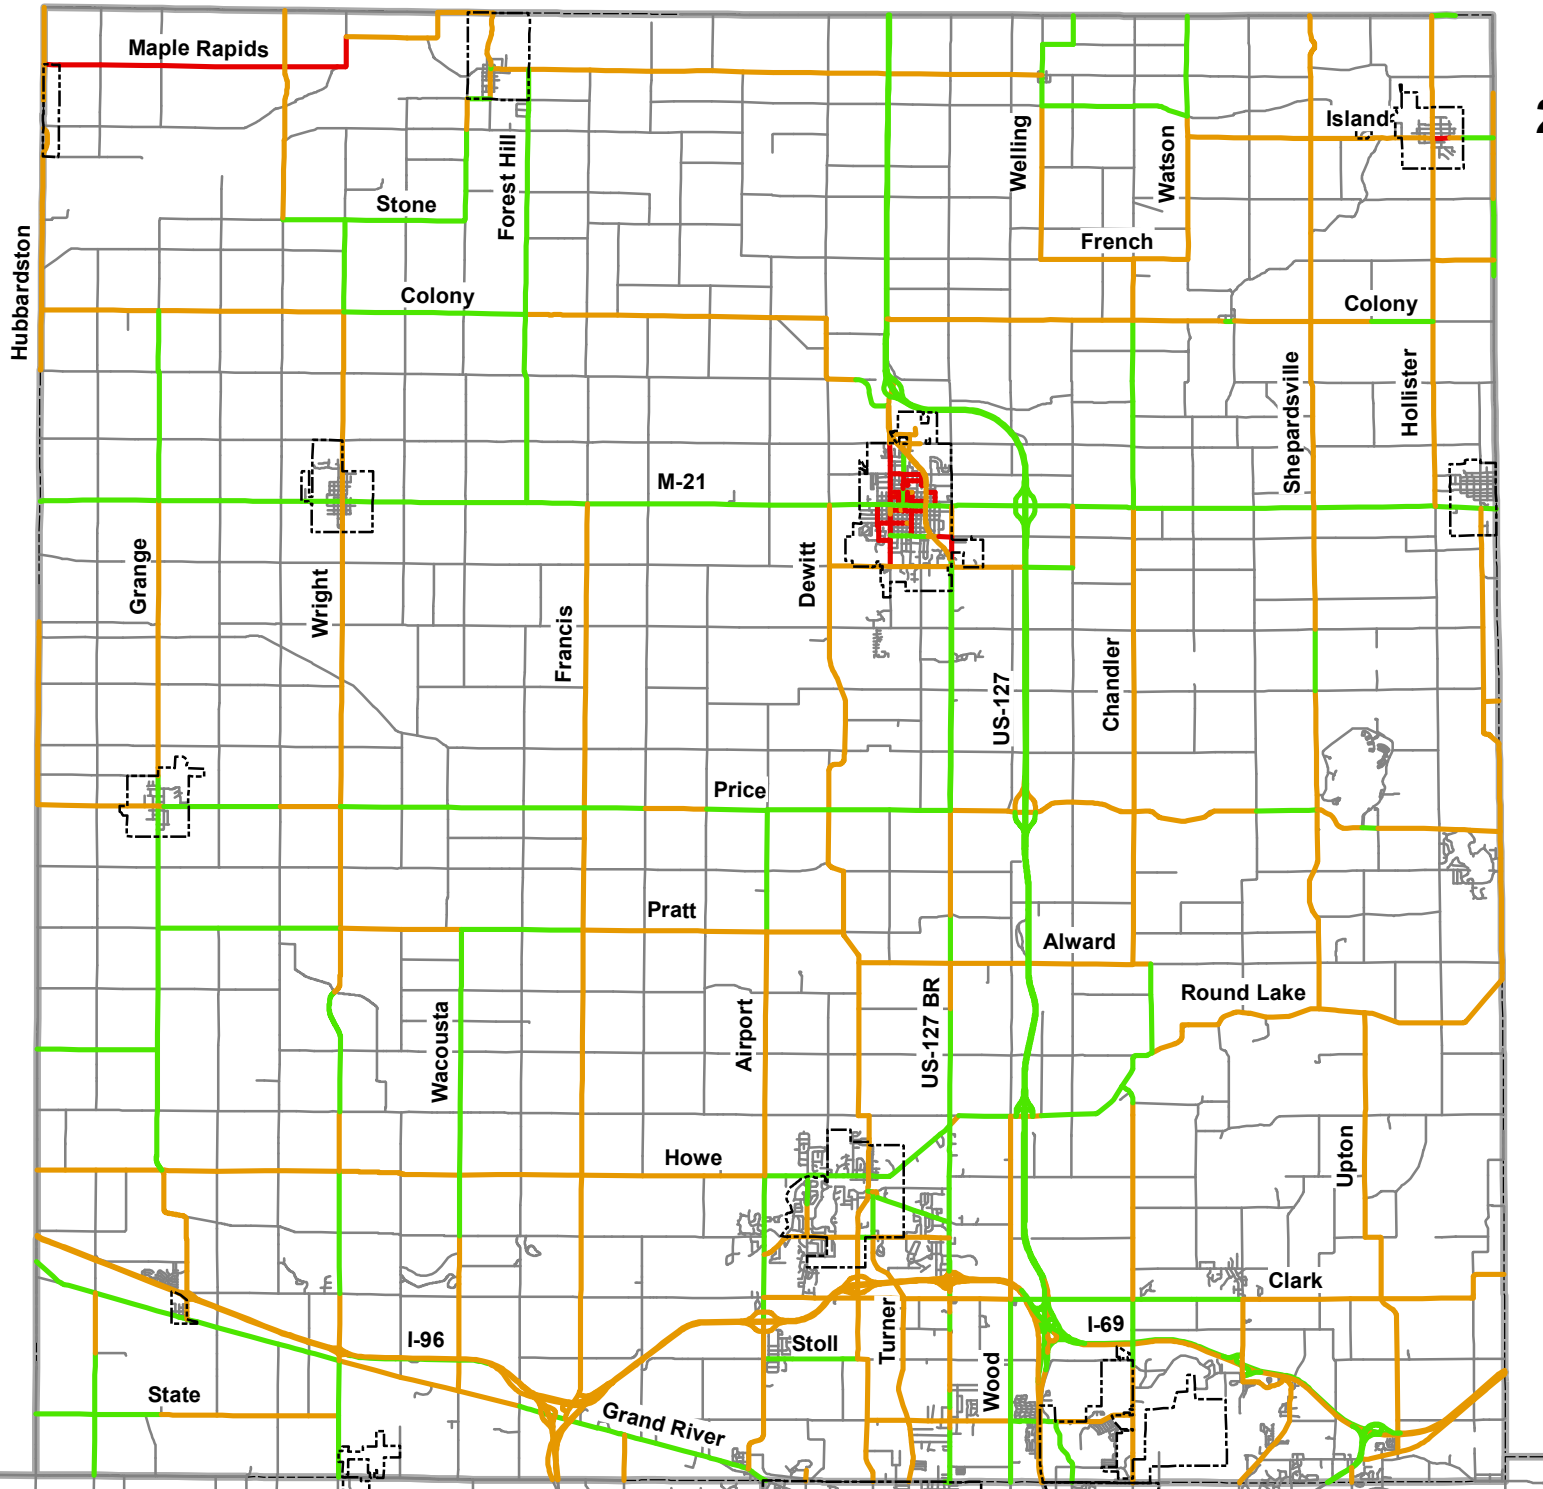 Maple Rapids
Island
Forest Hill
Welling
Watson
Stone
French
Hubbardston
Colony
Colony
Shepardsville
Hollister
M-21
Grange
Wright
Francis
Dewitt
US-127
Chandler
Price
Pratt
Alward
Round Lake
Wacousta
Airport
US-127 BR
Howe
Upton
Clark
I-96
Stoll
Turner
I-69
Wood
State
Grand River